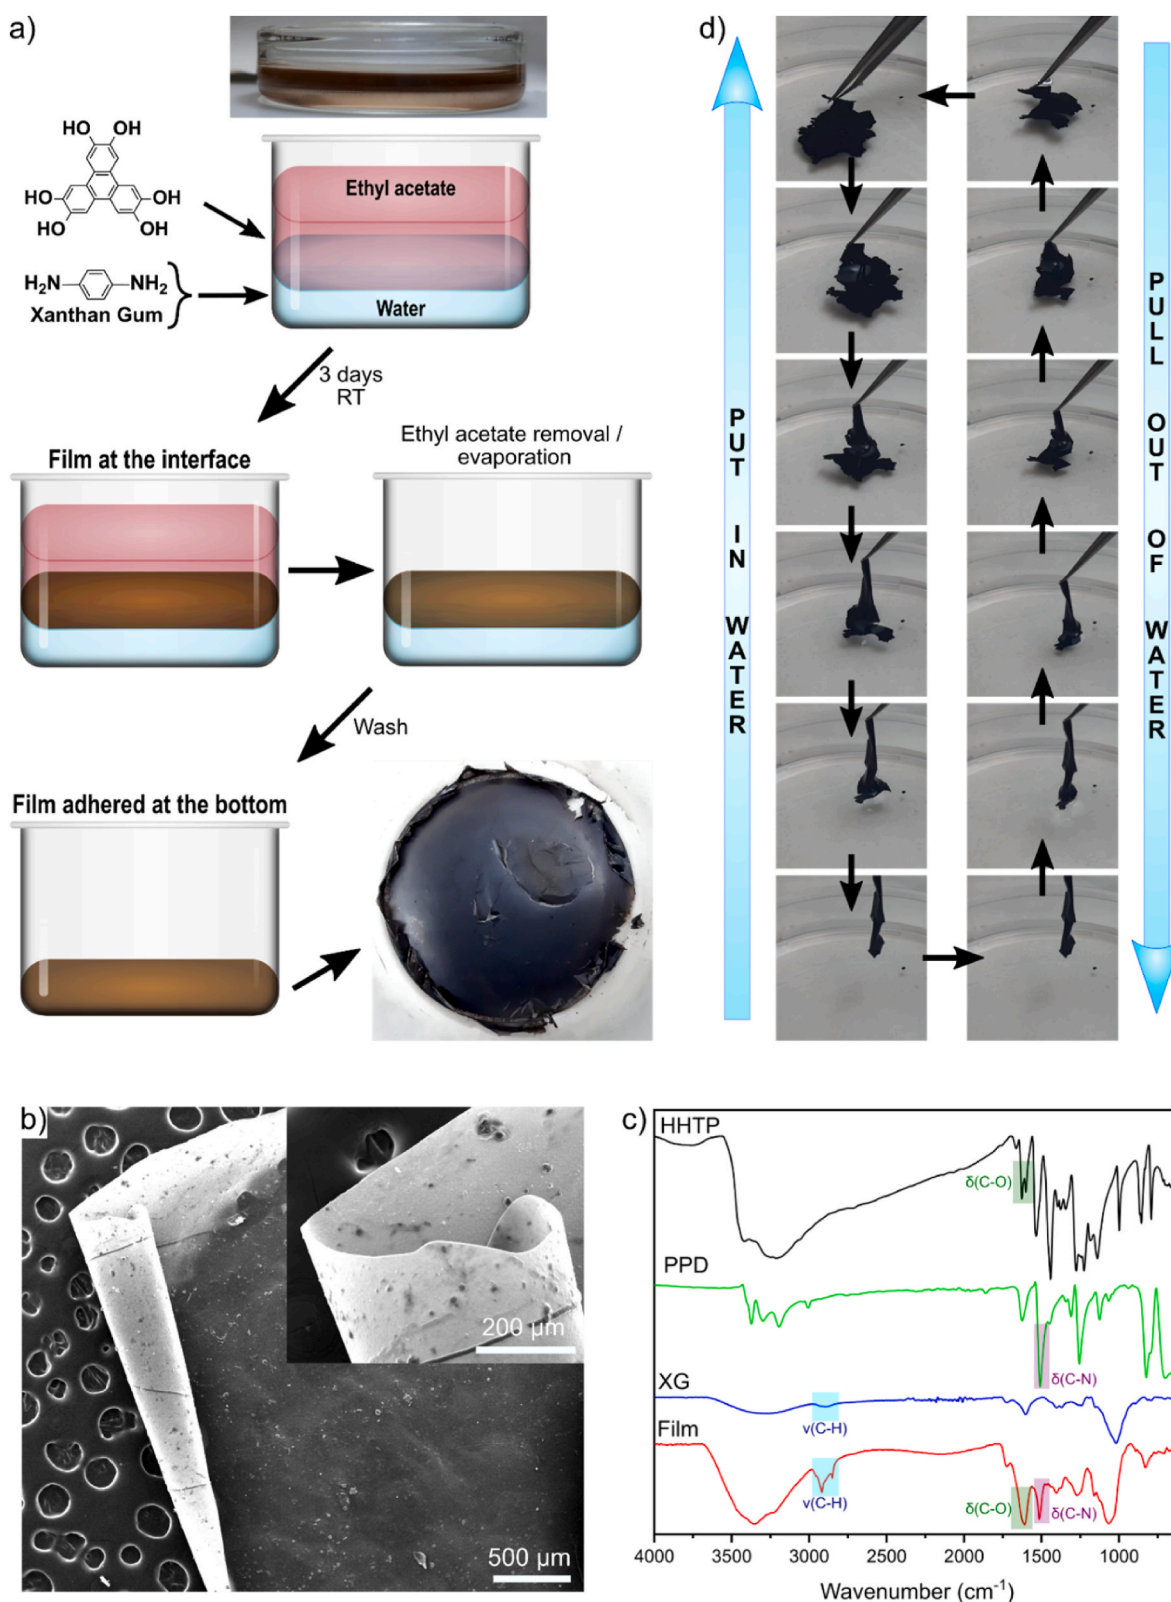 a)
HO OH
HO
HO
OH
OH
H₂N
NH₂
Xanthan Gum
Ethyl acetate
Water
3 days
RT
Film at the interface
Ethyl acetate removal /
evaporation
Wash
Film adhered at the bottom
d)
PUT IN WATER
PULL OUT OF WATER
b)
200 µm
500 µm
c)
HHTP
δ(C-O)
PPD
δ(C-N)
XG
ν(C-H)
Film
ν(C-H)
δ(C-O)
δ(C-N)
4000 3500 3000 2500 2000 1500 1000
Wavenumber (cm⁻¹)